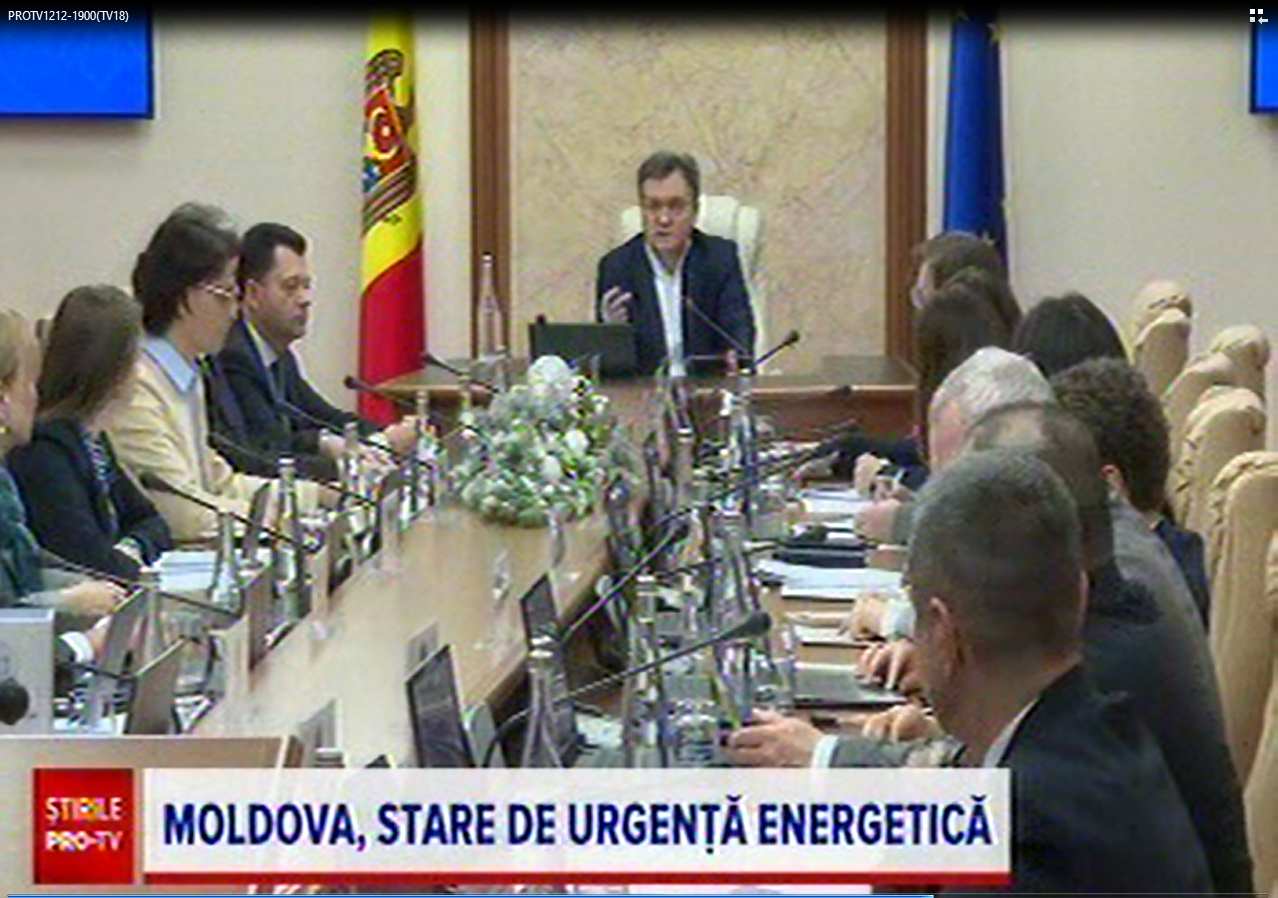 PROTV1212-1900(TV18)
ȘTIRILE
PRO•TV
MOLDOVA, STARE DE URGENȚĂ ENERGETICĂ